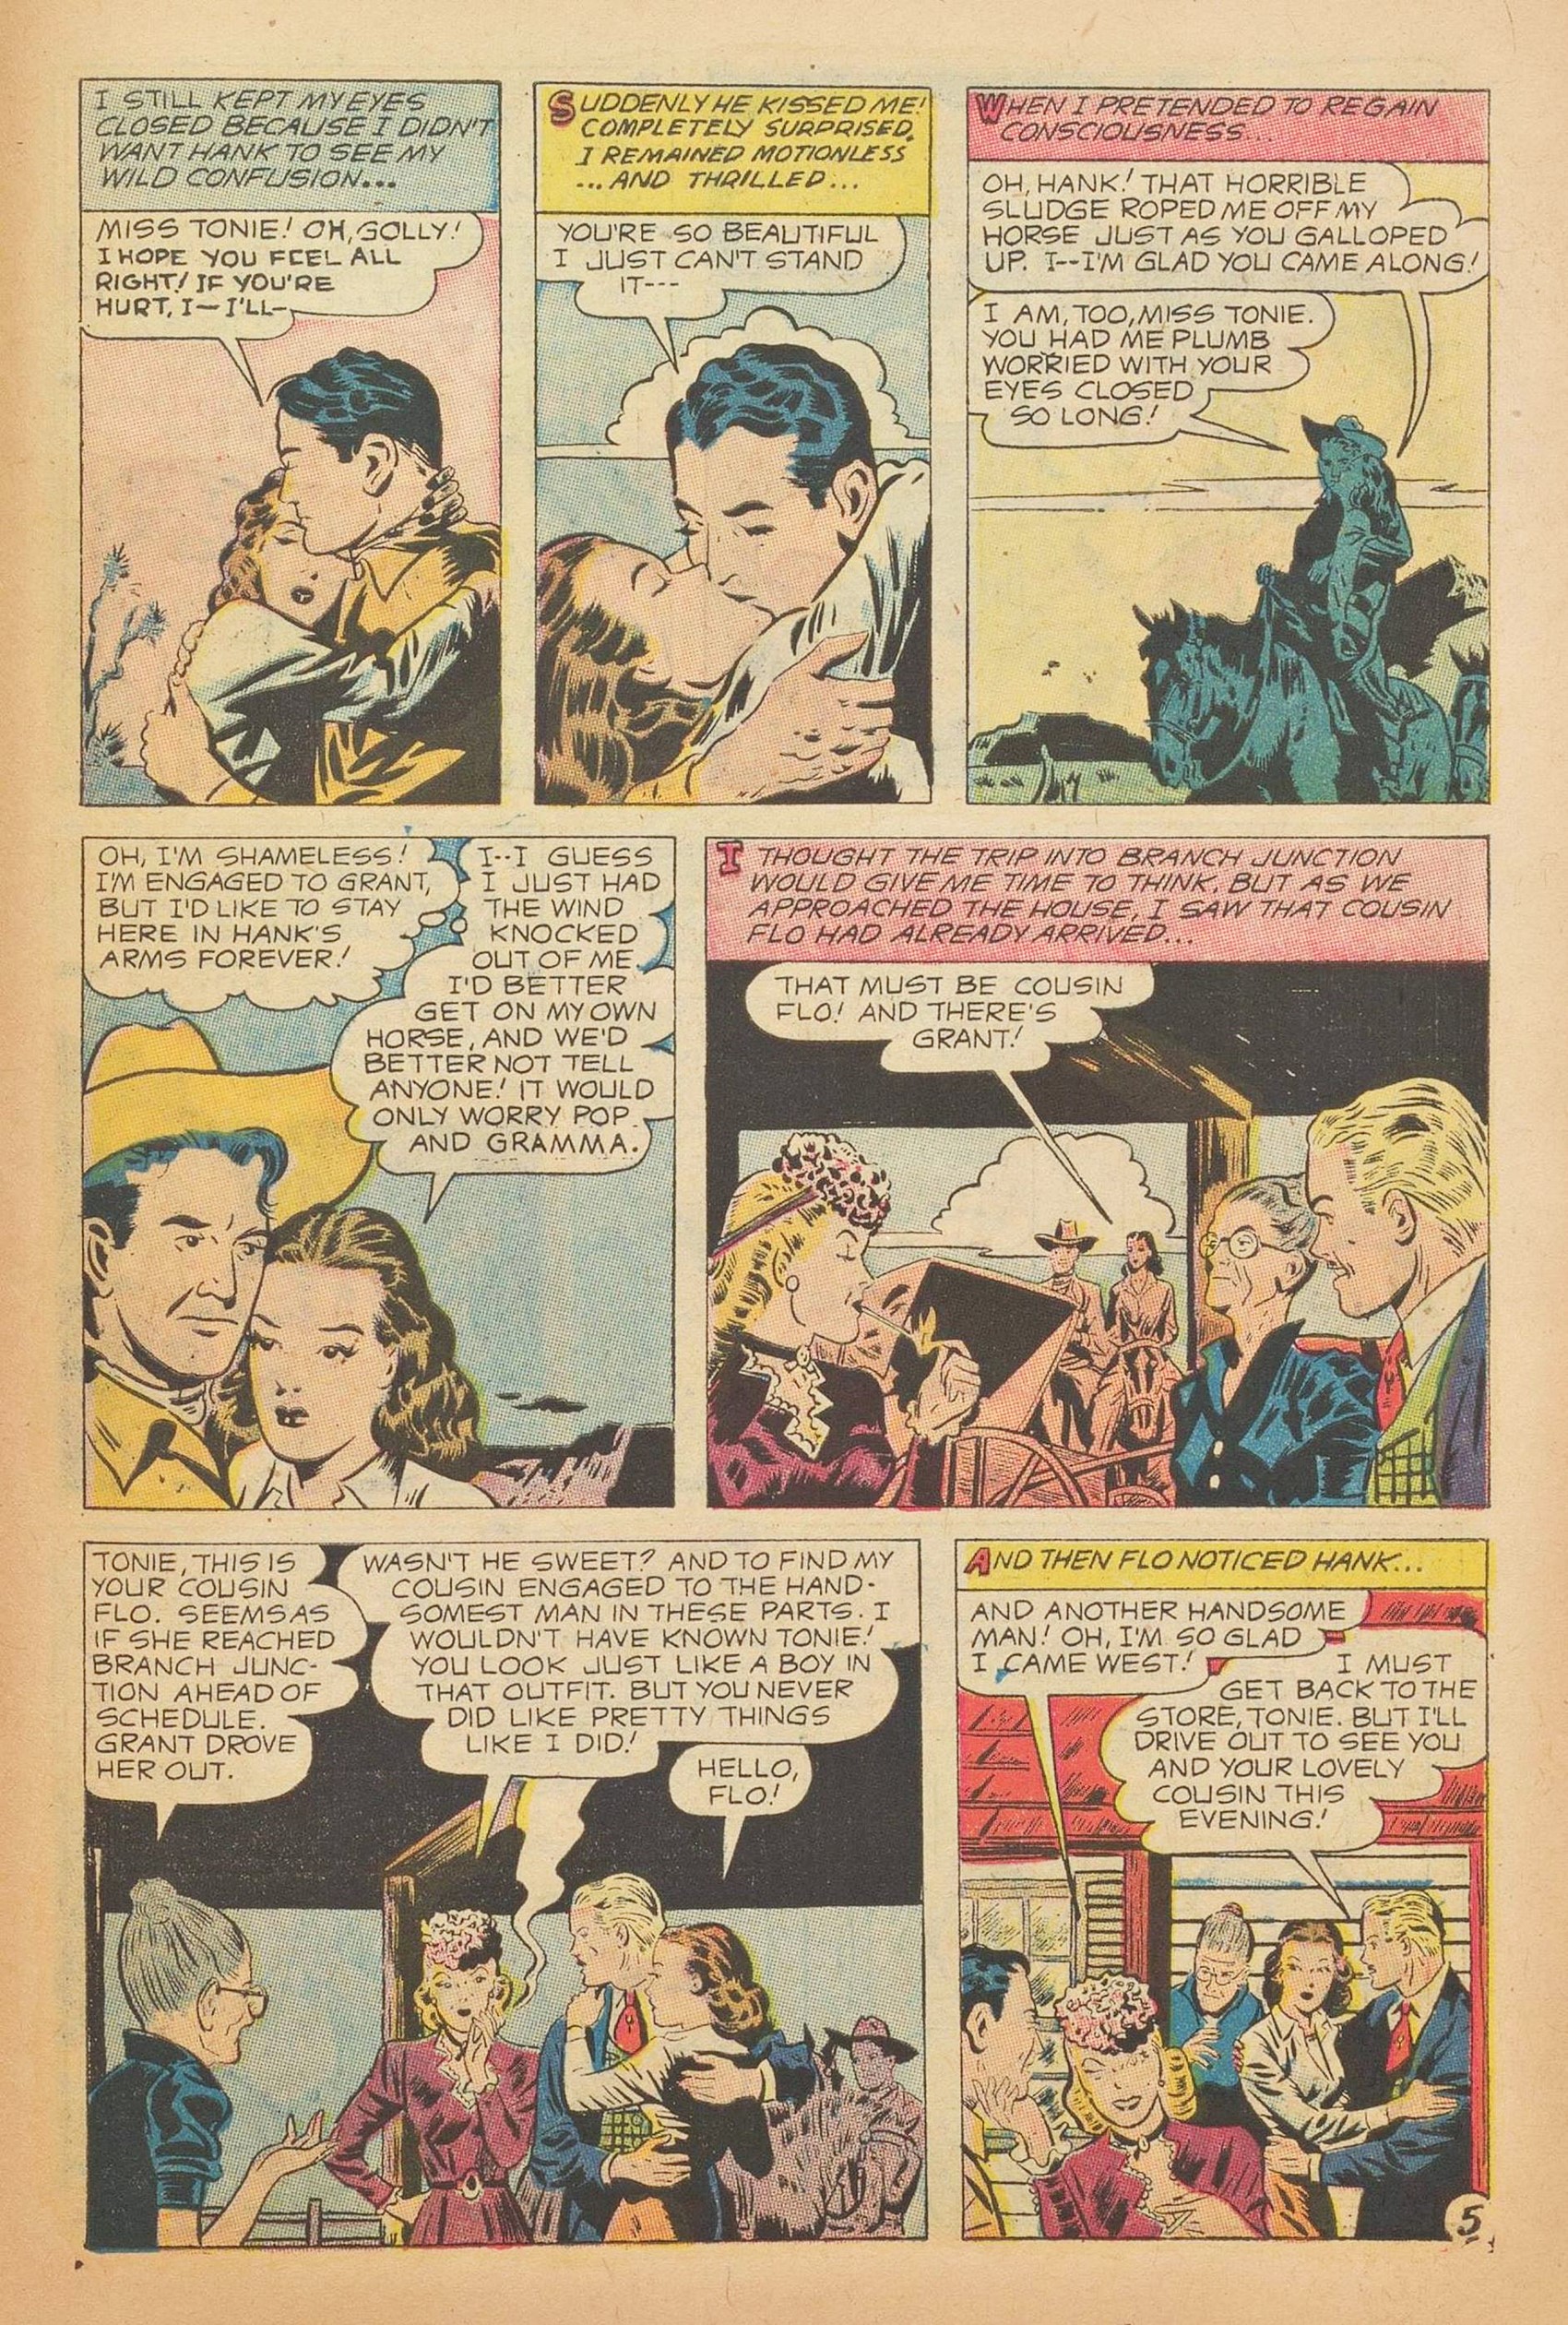 I STILL KEPT MY EYES
CLOSED BECAUSE I DIDN'T
WANT HANK TO SEE MY
WILD CONFUSION...
MISS TONIE! OH, GOLLY!
I HOPE YOU FEEL ALL
RIGHT! IF YOU'RE
HURT, I--I'LL-
SUDDENLY HE KISSED ME!
COMPLETELY SURPRISED,
I REMAINED MOTIONLESS
...AND THRILLED...
YOU'RE SO BEAUTIFUL
I JUST CAN'T STAND
IT---
WHEN I PRETENDED TO REGAIN
CONSCIOUSNESS...
OH, HANK! THAT HORRIBLE
SLUDGE ROPED ME OFF MY
HORSE JUST AS YOU GALLOPED
UP. I--I'M GLAD YOU CAME ALONG!
I AM, TOO, MISS TONIE.
YOU HAD ME PLUMB
WORRIED WITH YOUR
EYES CLOSED
SO LONG!
OH, I'M SHAMELESS!
I'M ENGAGED TO GRANT,
BUT I'D LIKE TO STAY
HERE IN HANK'S
ARMS FOREVER!
I--I GUESS
I JUST HAD
THE WIND
KNOCKED
OUT OF ME.
I'D BETTER
GET ON MY OWN
HORSE, AND WE'D
BETTER NOT TELL
ANYONE! IT WOULD
ONLY WORRY POP
AND GRAMMA.
I THOUGHT THE TRIP INTO BRANCH JUNCTION
WOULD GIVE ME TIME TO THINK. BUT AS WE
APPROACHED THE HOUSE, I SAW THAT COUSIN
FLO HAD ALREADY ARRIVED...
THAT MUST BE COUSIN
FLO! AND THERE'S
GRANT!
TONIE, THIS IS
YOUR COUSIN
FLO. SEEMS AS
IF SHE REACHED
BRANCH JUNC-
TION AHEAD OF
SCHEDULE.
GRANT DROVE
HER OUT.
WASN'T HE SWEET? AND TO FIND MY
COUSIN ENGAGED TO THE HAND-
SOMEST MAN IN THESE PARTS. I
WOULDN'T HAVE KNOWN TONIE!
YOU LOOK JUST LIKE A BOY IN
THAT OUTFIT. BUT YOU NEVER
DID LIKE PRETTY THINGS
LIKE I DID!
HELLO,
FLO!
AND THEN FLO NOTICED HANK...
AND ANOTHER HANDSOME
MAN! OH, I'M SO GLAD
I CAME WEST!
I MUST
GET BACK TO THE
STORE, TONIE. BUT I'LL
DRIVE OUT TO SEE YOU
AND YOUR LOVELY
COUSIN THIS
EVENING!
5